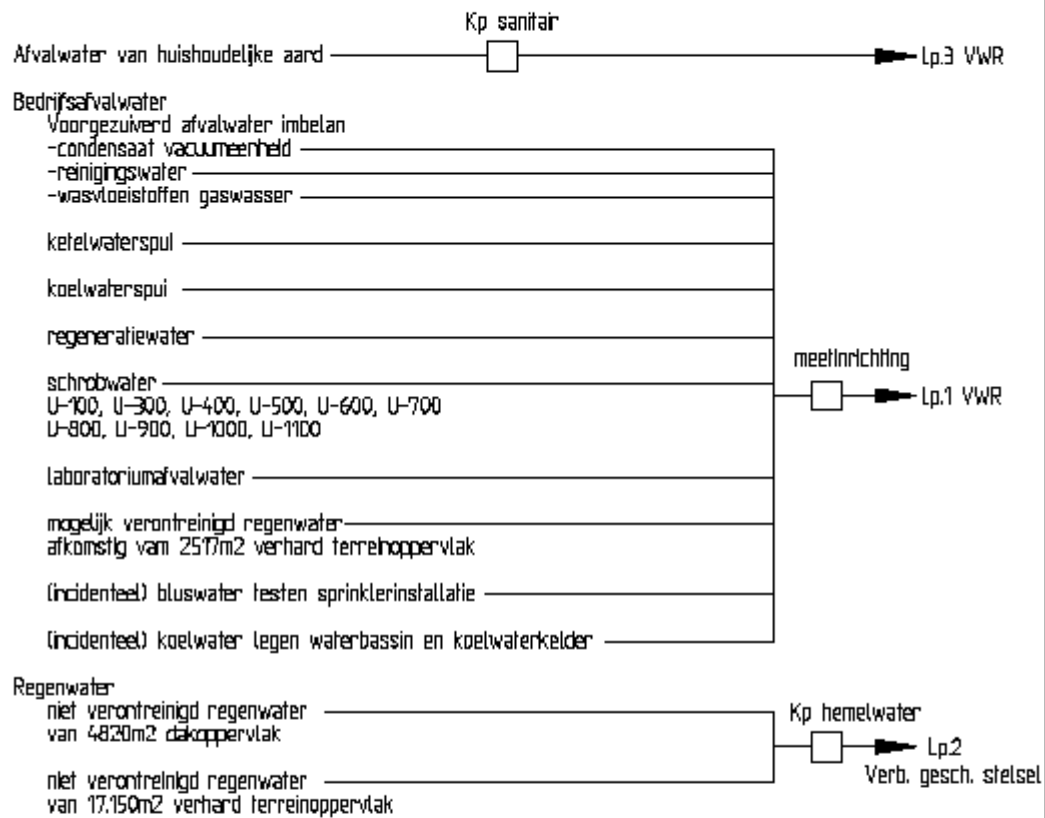 Kp sanitair
Afvalwater van huishoudelijke aard
Lp.3 VWR
Bedrijfsafvalwater
Voorgezuiverd afvalwater imbelan
-condensaat vacuumeenheid
-reinigingswater
-wasvloeistoffen gaswasser
ketelwaterspui
koelwaterspui
regeneratiewater
meetinrichting
schrobwater
Lp.1 VWR
U-100, U-300, U-400, U-500, U-600, U-700
U-800, U-900, U-1000, U-1100
laboratoriumafvalwater
mogelijk verontreinigd regenwater
afkomstig vam 2517m2 verhard terreinoppervlak
(incidenteel) bluswater testen sprinklerinstallatie
(incidenteel) koelwater legen waterbassin en koelwaterkelder
Regenwater
niet verontreinigd regenwater
van 4820m2 dakoppervlak
Kp hemelwater
Lp.2
Verb. gesch. stelsel
niet verontreinigd regenwater
van 17.150m2 verhard terreinoppervlak